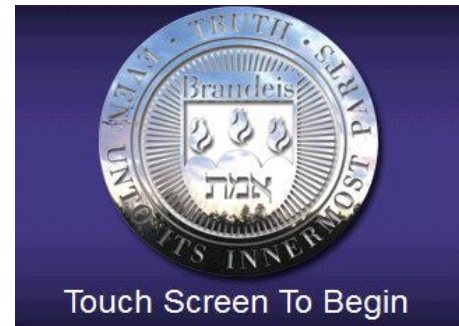 TRUTH · EVEN UNTO ITS INNERMOST PARTS ·
Brandeis
אמת
Touch Screen To Begin